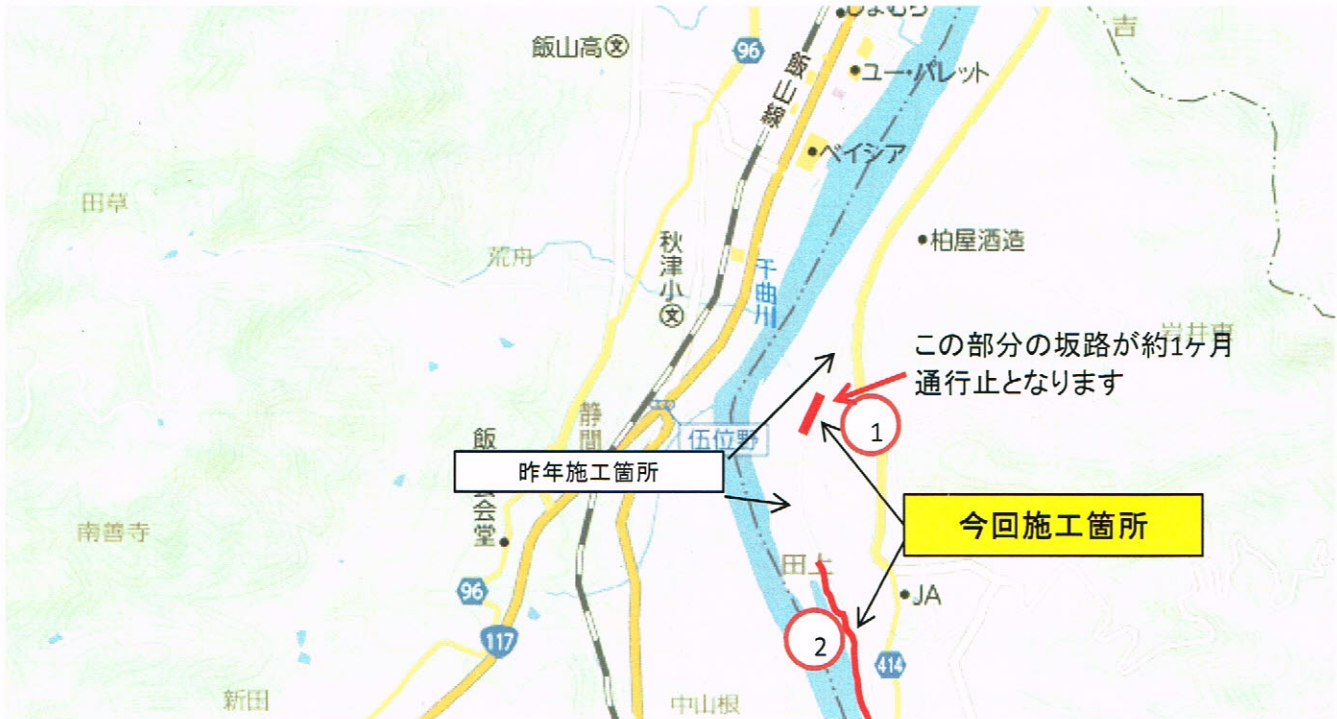 しまむら
吉
飯山高
文
96
ユー・パレット
飯山線
ベイシア
田草
荒舟
秋津小
文
千曲川
柏屋酒造
岩井東
この部分の坂路が約1ヶ月
通行止となります
1
静間
伍位野
昨年施工箇所
飯
会堂
今回施工箇所
南善寺
田上
JA
96
117
2
414
新田
中山根